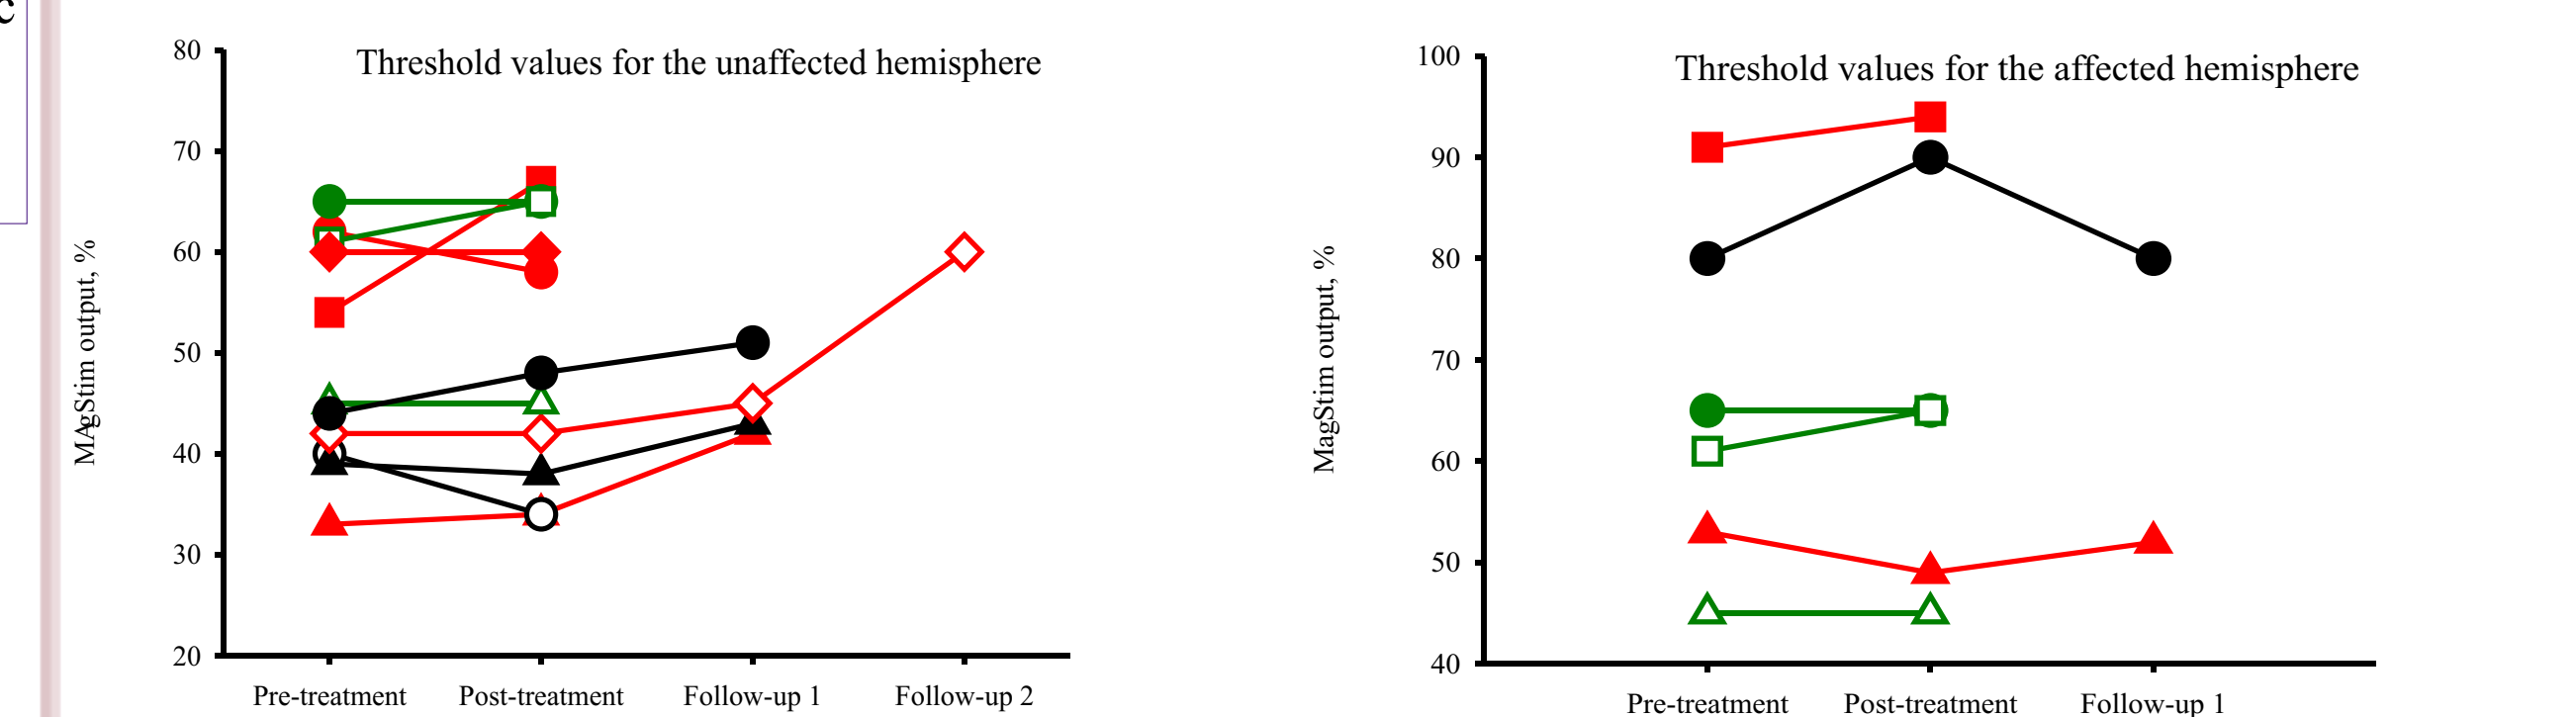 c
Threshold values for the unaffected hemisphere
80
70
60
50
40
30
20
MAgStim output, %
Pre-treatment Post-treatment Follow-up 1 Follow-up 2
Threshold values for the affected hemisphere
100
90
80
70
60
50
40
MagStim output, %
Pre-treatment Post-treatment Follow-up 1